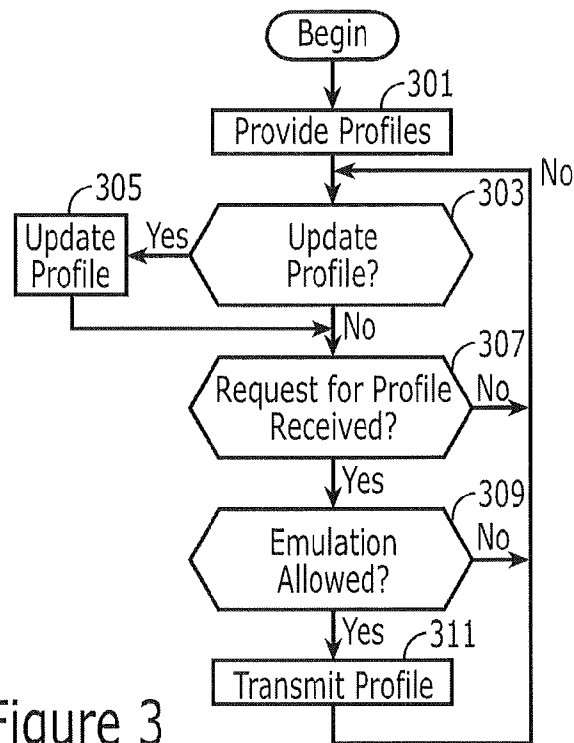 Begin
301
Provide Profiles
No
305
303
Update
Profile
Yes
Update
Profile?
No
307
Request for Profile
Received?
No
Yes
309
Emulation
Allowed?
No
Yes
311
Transmit Profile
Figure 3